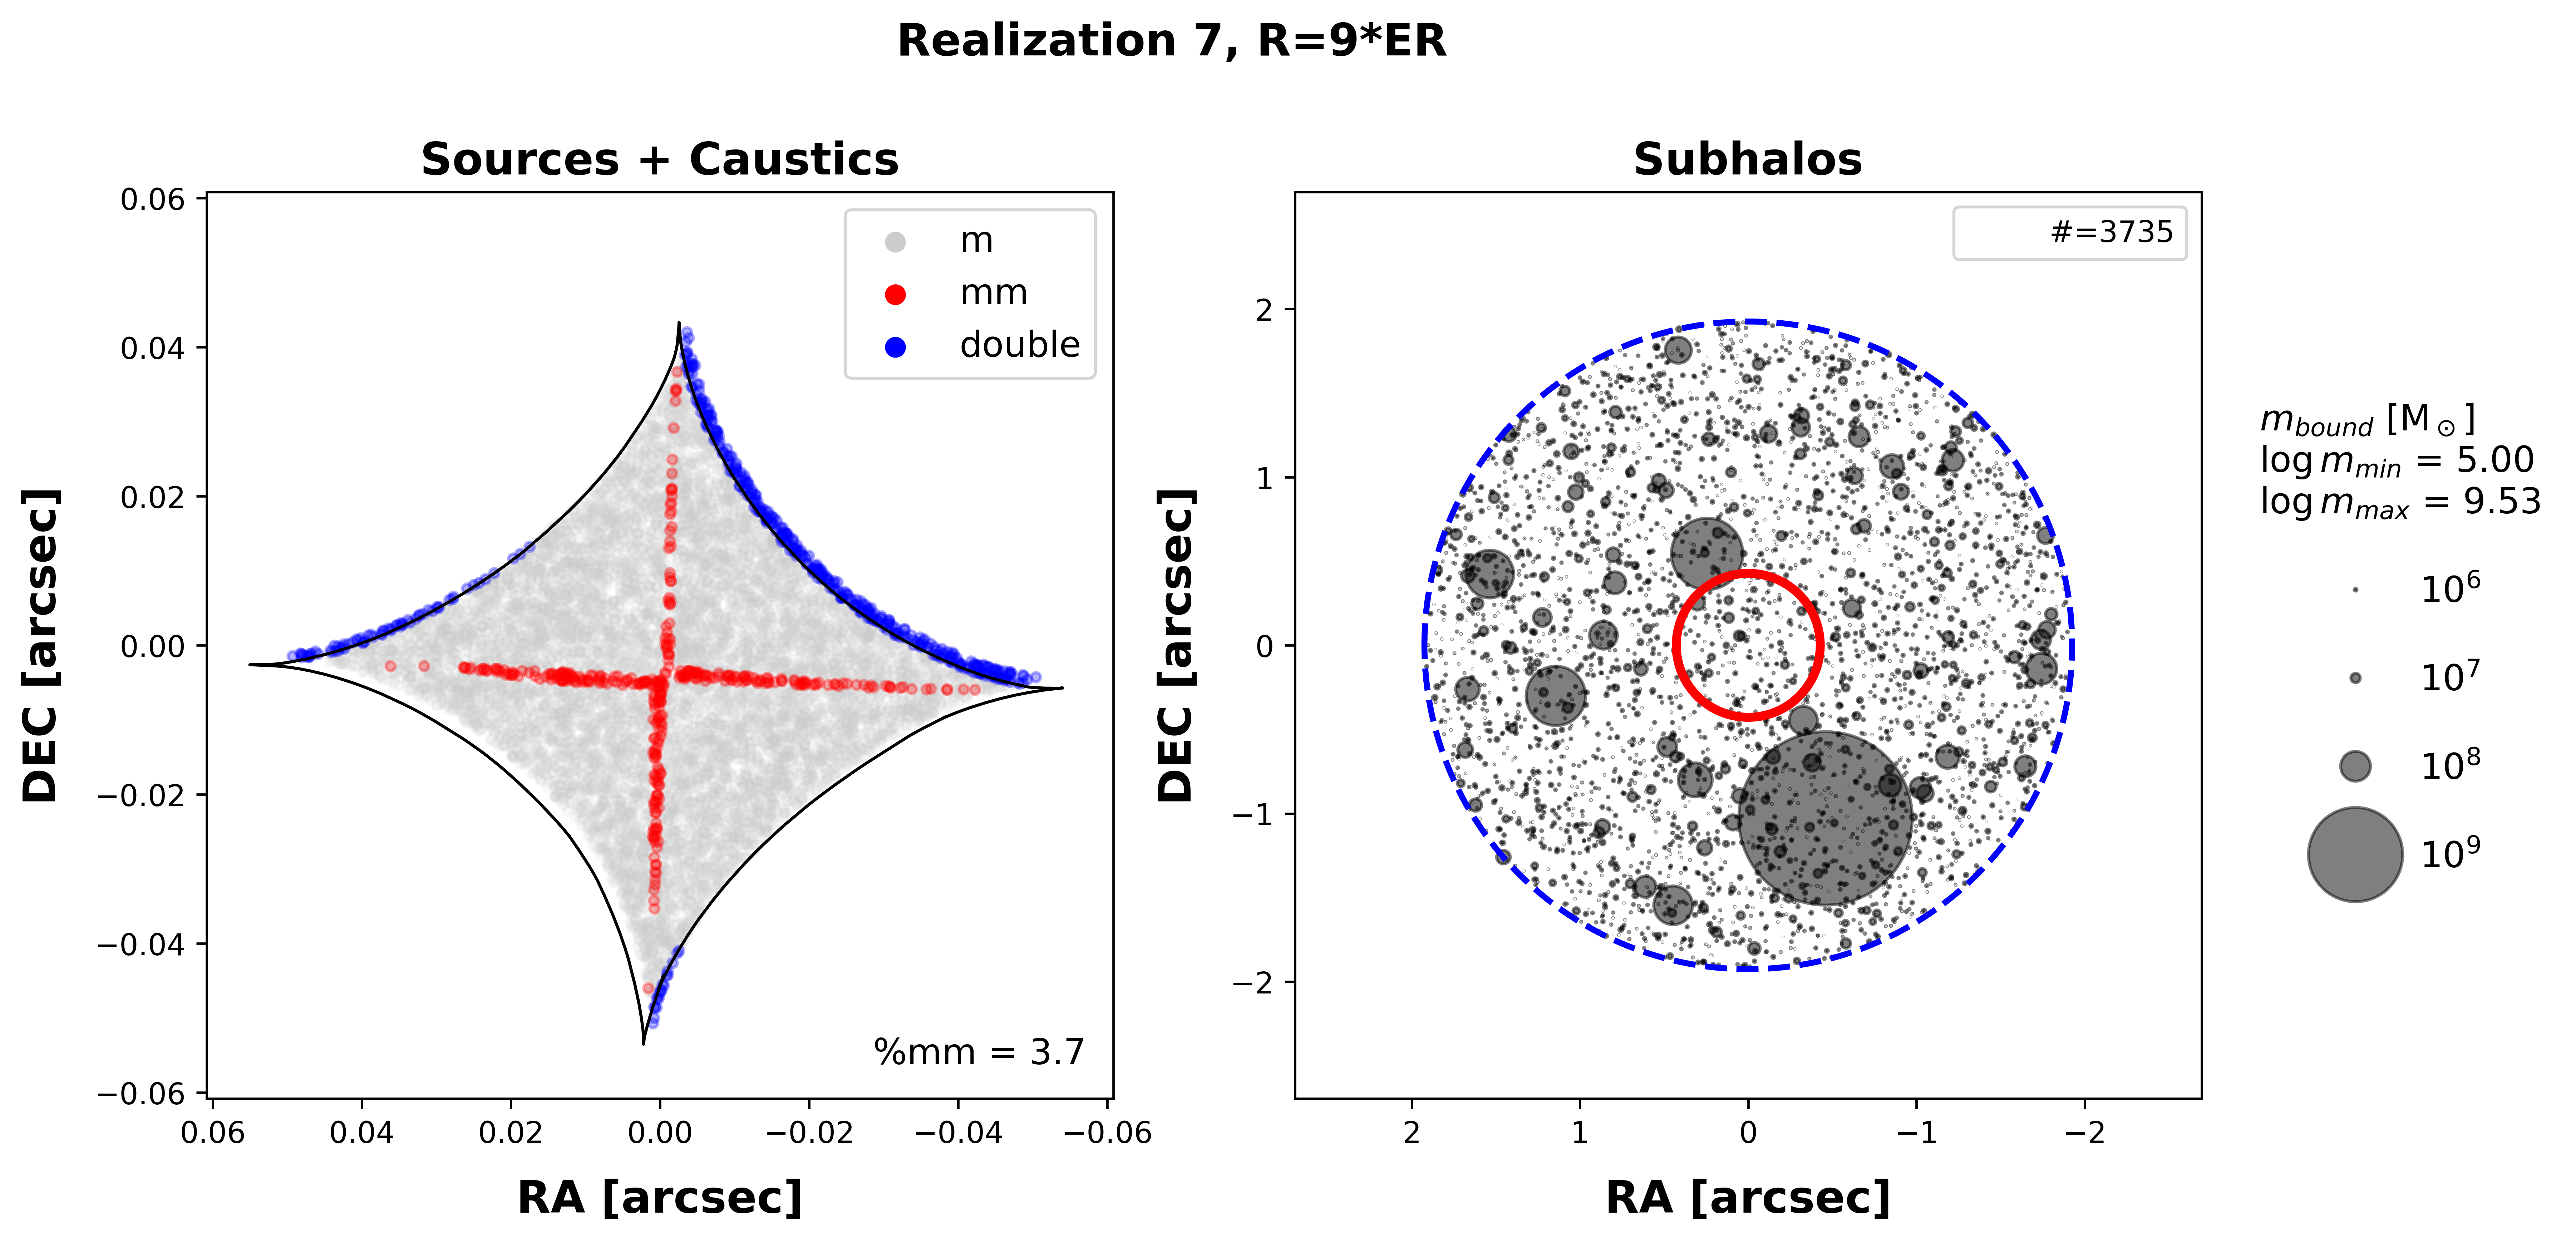 Realization 7, R=9*ER
Sources + Caustics
m
mm
double
%mm = 3.7
0.06
0.04
0.02
0.00
−0.02
−0.04
−0.06
0.06
0.04
0.02
0.00
−0.02
−0.04
−0.06
DEC [arcsec]
RA [arcsec]
Subhalos
#=3735
2
1
0
−1
−2
2
1
0
−1
−2
DEC [arcsec]
RA [arcsec]
m_bound [M_⊙]
log m_min = 5.00
log m_max = 9.53
10^6
10^7
10^8
10^9